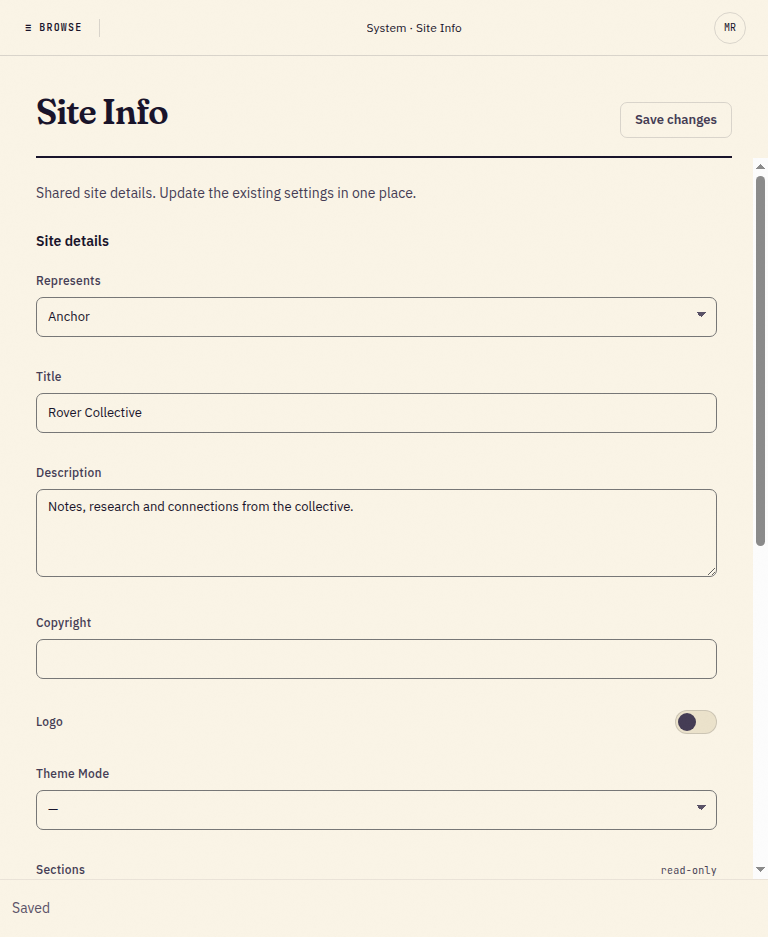 ≡ BROWSE
System · Site Info
MR
Site Info
Save changes
Shared site details. Update the existing settings in one place.
Site details
Represents
Anchor
Title
Rover Collective
Description
Notes, research and connections from the collective.
Copyright
Logo
Theme Mode
—
Sections
read-only
Saved